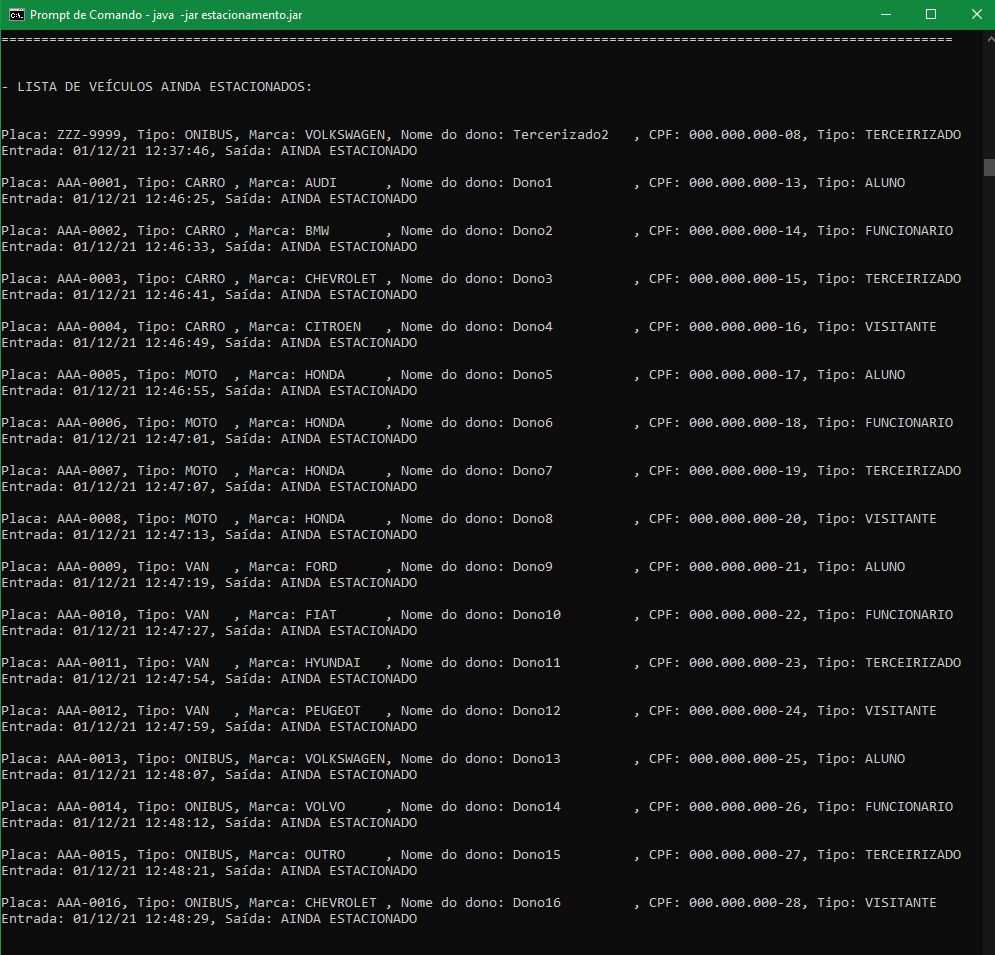 Prompt de Comando - java  -jar estacionamento.jar
=======================================================================================================================
- LISTA DE VEÍCULOS AINDA ESTACIONADOS:
Placa: ZZZ-9999, Tipo: ONIBUS, Marca: VOLKSWAGEN, Nome do dono: Tercerizado2   , CPF: 000.000.000-08, Tipo: TERCEIRIZADO
Entrada: 01/12/21 12:37:46, Saída: AINDA ESTACIONADO
Placa: AAA-0001, Tipo: CARRO , Marca: AUDI      , Nome do dono: Dono1          , CPF: 000.000.000-13, Tipo: ALUNO
Entrada: 01/12/21 12:46:25, Saída: AINDA ESTACIONADO
Placa: AAA-0002, Tipo: CARRO , Marca: BMW       , Nome do dono: Dono2          , CPF: 000.000.000-14, Tipo: FUNCIONARIO
Entrada: 01/12/21 12:46:33, Saída: AINDA ESTACIONADO
Placa: AAA-0003, Tipo: CARRO , Marca: CHEVROLET , Nome do dono: Dono3          , CPF: 000.000.000-15, Tipo: TERCEIRIZADO
Entrada: 01/12/21 12:46:41, Saída: AINDA ESTACIONADO
Placa: AAA-0004, Tipo: CARRO , Marca: CITROEN   , Nome do dono: Dono4          , CPF: 000.000.000-16, Tipo: VISITANTE
Entrada: 01/12/21 12:46:49, Saída: AINDA ESTACIONADO
Placa: AAA-0005, Tipo: MOTO  , Marca: HONDA     , Nome do dono: Dono5          , CPF: 000.000.000-17, Tipo: ALUNO
Entrada: 01/12/21 12:46:55, Saída: AINDA ESTACIONADO
Placa: AAA-0006, Tipo: MOTO  , Marca: HONDA     , Nome do dono: Dono6          , CPF: 000.000.000-18, Tipo: FUNCIONARIO
Entrada: 01/12/21 12:47:01, Saída: AINDA ESTACIONADO
Placa: AAA-0007, Tipo: MOTO  , Marca: HONDA     , Nome do dono: Dono7          , CPF: 000.000.000-19, Tipo: TERCEIRIZADO
Entrada: 01/12/21 12:47:07, Saída: AINDA ESTACIONADO
Placa: AAA-0008, Tipo: MOTO  , Marca: HONDA     , Nome do dono: Dono8          , CPF: 000.000.000-20, Tipo: VISITANTE
Entrada: 01/12/21 12:47:13, Saída: AINDA ESTACIONADO
Placa: AAA-0009, Tipo: VAN   , Marca: FORD      , Nome do dono: Dono9          , CPF: 000.000.000-21, Tipo: ALUNO
Entrada: 01/12/21 12:47:19, Saída: AINDA ESTACIONADO
Placa: AAA-0010, Tipo: VAN   , Marca: FIAT      , Nome do dono: Dono10         , CPF: 000.000.000-22, Tipo: FUNCIONARIO
Entrada: 01/12/21 12:47:27, Saída: AINDA ESTACIONADO
Placa: AAA-0011, Tipo: VAN   , Marca: HYUNDAI   , Nome do dono: Dono11         , CPF: 000.000.000-23, Tipo: TERCEIRIZADO
Entrada: 01/12/21 12:47:54, Saída: AINDA ESTACIONADO
Placa: AAA-0012, Tipo: VAN   , Marca: PEUGEOT   , Nome do dono: Dono12         , CPF: 000.000.000-24, Tipo: VISITANTE
Entrada: 01/12/21 12:47:59, Saída: AINDA ESTACIONADO
Placa: AAA-0013, Tipo: ONIBUS, Marca: VOLKSWAGEN, Nome do dono: Dono13         , CPF: 000.000.000-25, Tipo: ALUNO
Entrada: 01/12/21 12:48:07, Saída: AINDA ESTACIONADO
Placa: AAA-0014, Tipo: ONIBUS, Marca: VOLVO     , Nome do dono: Dono14         , CPF: 000.000.000-26, Tipo: FUNCIONARIO
Entrada: 01/12/21 12:48:12, Saída: AINDA ESTACIONADO
Placa: AAA-0015, Tipo: ONIBUS, Marca: OUTRO     , Nome do dono: Dono15         , CPF: 000.000.000-27, Tipo: TERCEIRIZADO
Entrada: 01/12/21 12:48:21, Saída: AINDA ESTACIONADO
Placa: AAA-0016, Tipo: ONIBUS, Marca: CHEVROLET , Nome do dono: Dono16         , CPF: 000.000.000-28, Tipo: VISITANTE
Entrada: 01/12/21 12:48:29, Saída: AINDA ESTACIONADO